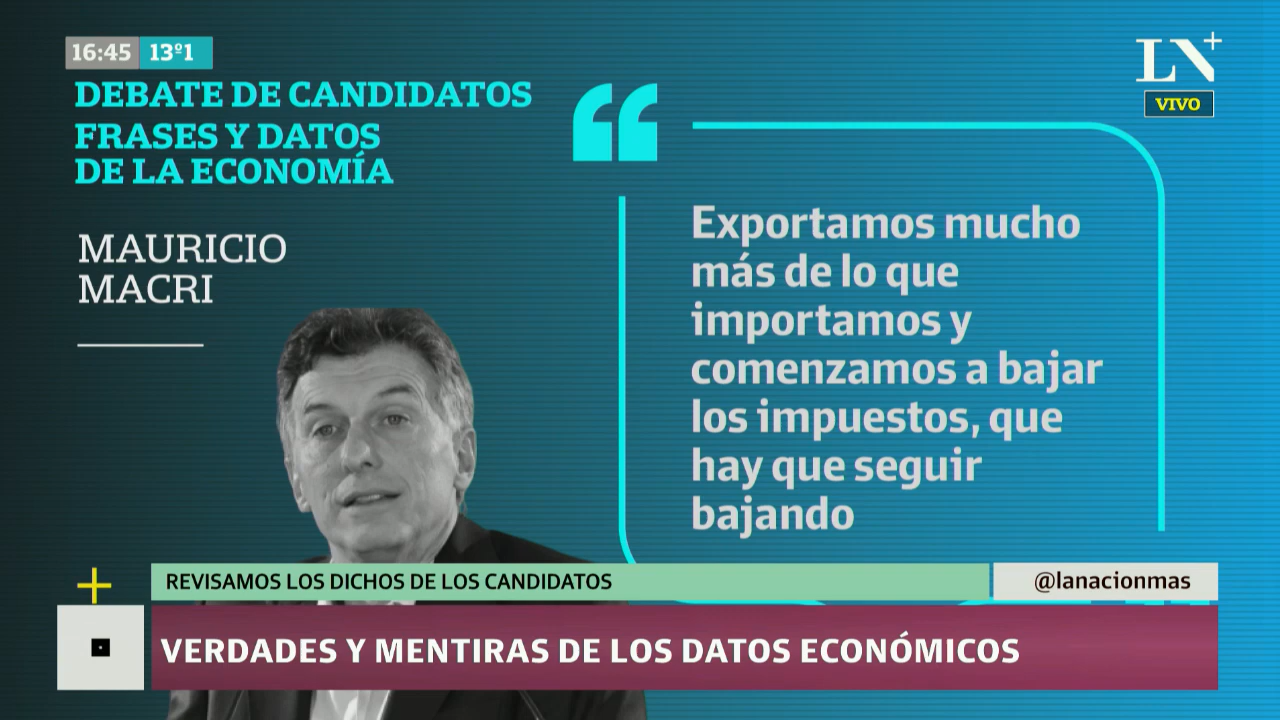 16:45 13º1
DEBATE DE CANDIDATOS
FRASES Y DATOS
DE LA ECONOMÍA
MAURICIO
MACRI
LN+
VIVO
“
Exportamos mucho
más de lo que
importamos y
comenzamos a bajar
los impuestos, que
hay que seguir
bajando
REVISAMOS LOS DICHOS DE LOS CANDIDATOS
@lanacionmas
VERDADES Y MENTIRAS DE LOS DATOS ECONÓMICOS